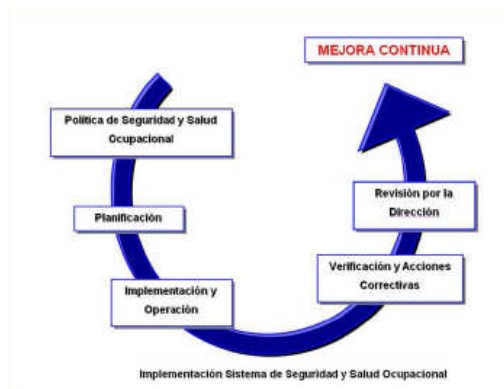 MEJORA CONTINUA
Política de Seguridad y Salud
Ocupacional
Planificación
Implementación y
Operación
Verificación y Acciones
Correctivas
Revisión por la
Dirección
Implementación Sistema de Seguridad y Salud Ocupacional